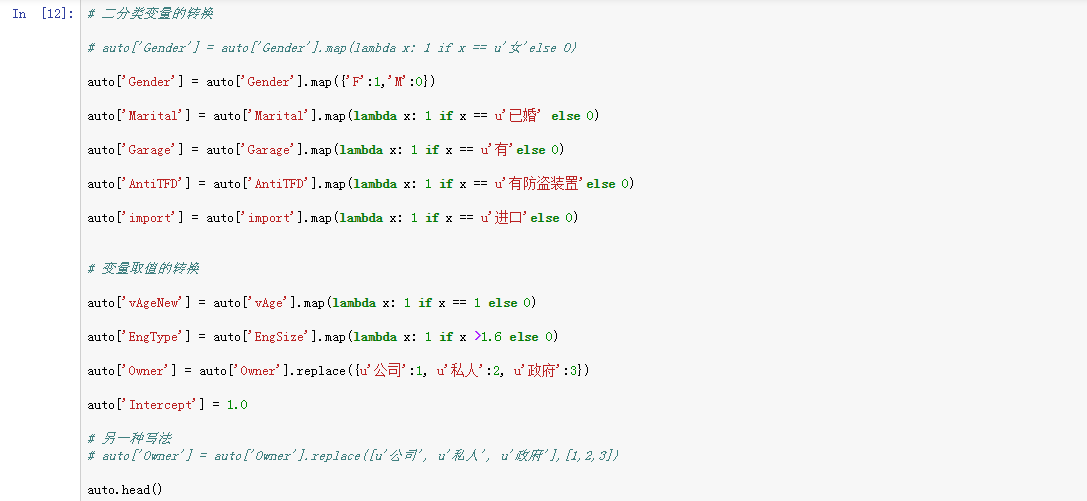 In [12]:
# 二分类变量的转换
# auto['Gender'] = auto['Gender'].map(lambda x: 1 if x == u'女'else 0)
auto['Gender'] = auto['Gender'].map({'F':1,'M':0})
auto['Marital'] = auto['Marital'].map(lambda x: 1 if x == u'已婚' else 0)
auto['Garage'] = auto['Garage'].map(lambda x: 1 if x == u'有'else 0)
auto['AntiTFD'] = auto['AntiTFD'].map(lambda x: 1 if x == u'有防盗装置'else 0)
auto['import'] = auto['import'].map(lambda x: 1 if x == u'进口'else 0)
# 变量取值的转换
auto['vAgeNew'] = auto['vAge'].map(lambda x: 1 if x == 1 else 0)
auto['EngType'] = auto['EngSize'].map(lambda x: 1 if x >1.6 else 0)
auto['Owner'] = auto['Owner'].replace({u'公司':1, u'私人':2, u'政府':3})
auto['Intercept'] = 1.0
# 另一种写法
# auto['Owner'] = auto['Owner'].replace([u'公司', u'私人', u'政府'],[1,2,3])
auto.head()